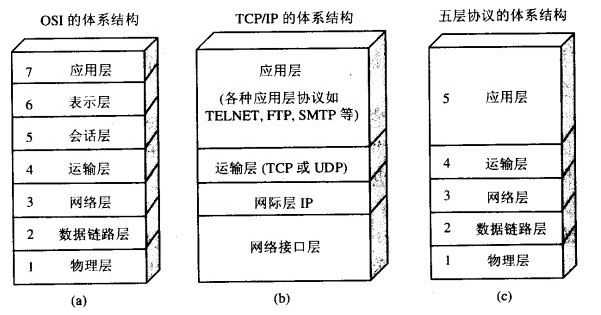 OSI 的体系结构
7 应用层
6 表示层
5 会话层
4 运输层
3 网络层
2 数据链路层
1 物理层
(a)
TCP/IP 的体系结构
应用层
(各种应用层协议如
TELNET, FTP, SMTP 等)
运输层 (TCP 或 UDP)
网际层 IP
网络接口层
(b)
五层协议的体系结构
5 应用层
4 运输层
3 网络层
2 数据链路层
1 物理层
(c)